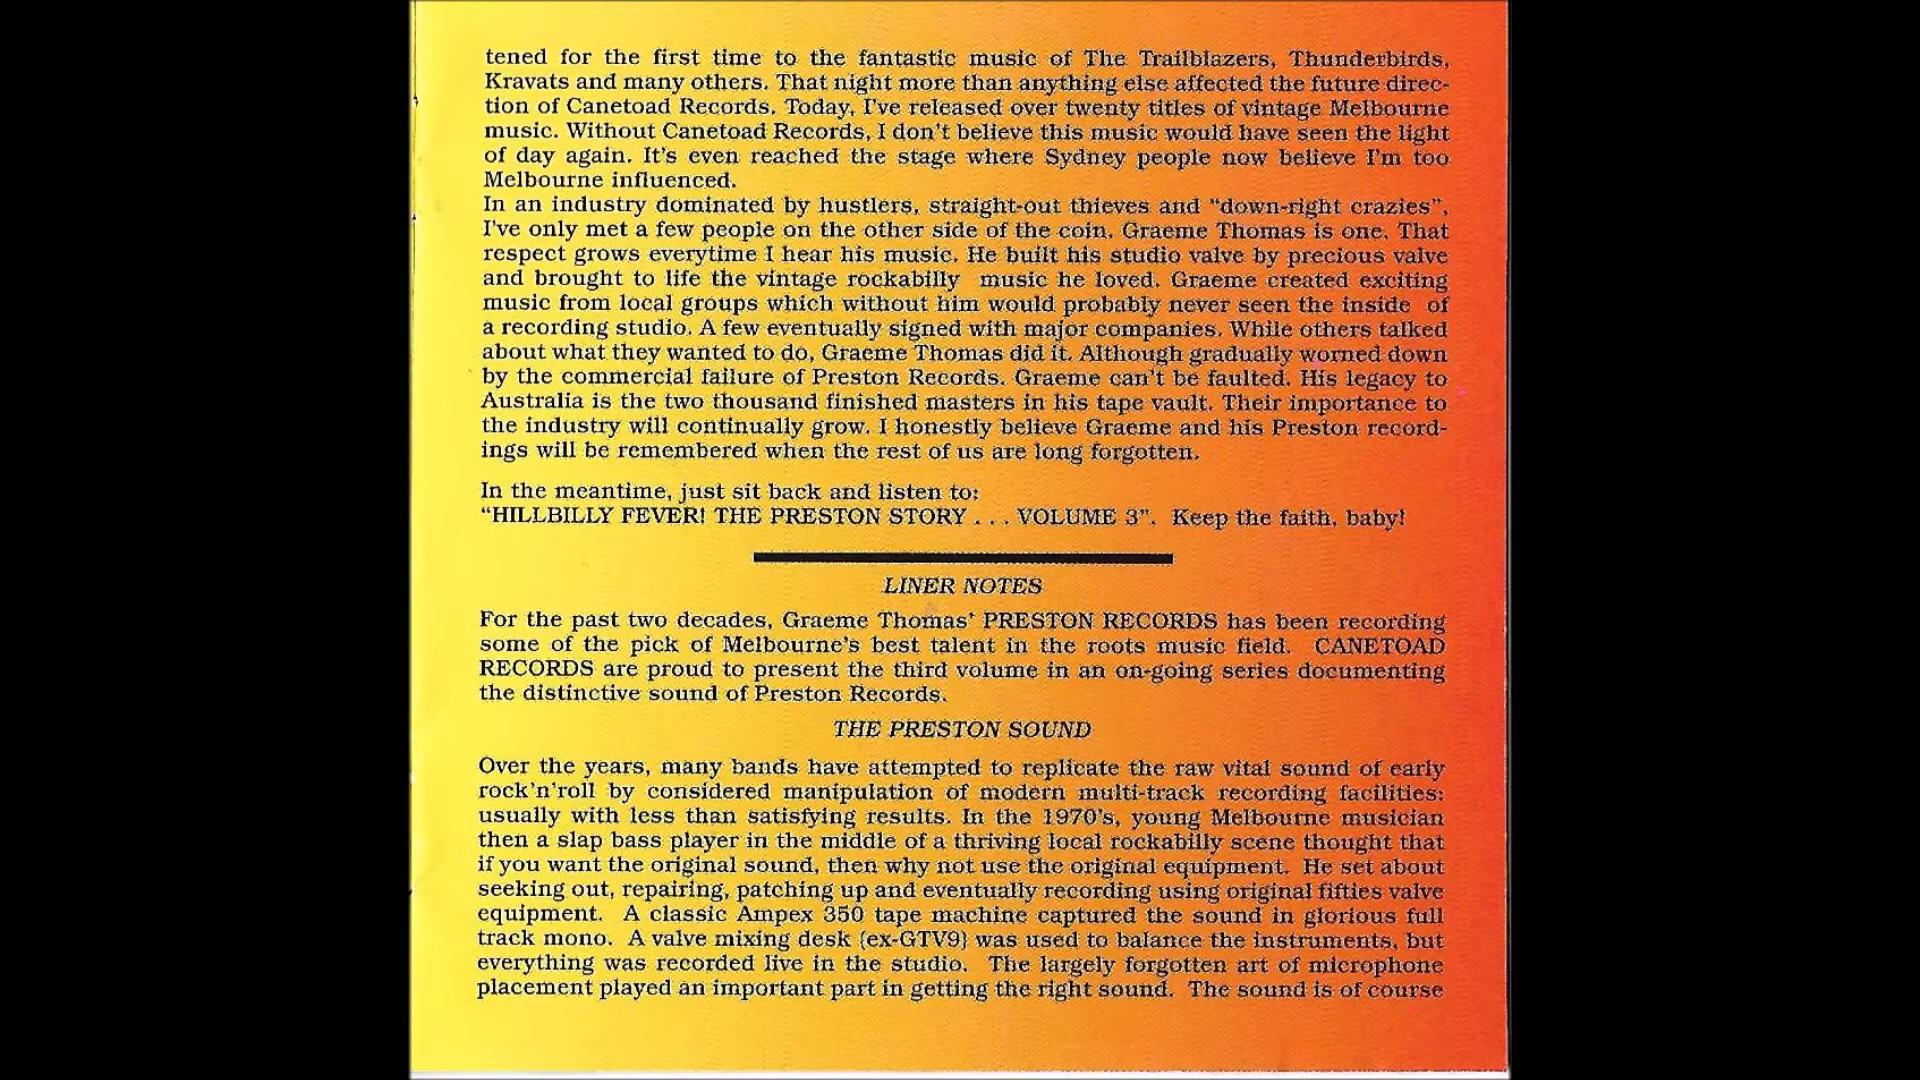 tened for the first time to the fantastic music of The Trailblazers, Thunderbirds,
Kravats and many others. That night more than anything else affected the future direc-
tion of Canetoad Records. Today, I've released over twenty titles of vintage Melbourne
music. Without Canetoad Records, I don't believe this music would have seen the light
of day again. It's even reached the stage where Sydney people now believe I'm too
Melbourne influenced.
In an industry dominated by hustlers, straight-out thieves and "down-right crazies",
I've only met a few people on the other side of the coin. Graeme Thomas is one. That
respect grows everytime I hear his music. He built his studio valve by precious valve
and brought to life the vintage rockabilly music he loved. Graeme created exciting
music from local groups which without him would probably never seen the inside of
a recording studio. A few eventually signed with major companies. While others talked
about what they wanted to do, Graeme Thomas did it. Although gradually worned down
by the commercial failure of Preston Records. Graeme can't be faulted. His legacy to
Australia is the two thousand finished masters in his tape vault. Their importance to
the industry will continually grow. I honestly believe Graeme and his Preston record-
ings will be remembered when the rest of us are long forgotten.
In the meantime, just sit back and listen to:
"HILLBILLY FEVER! THE PRESTON STORY . . . VOLUME 3". Keep the faith, baby!
LINER NOTES
For the past two decades, Graeme Thomas' PRESTON RECORDS has been recording
some of the pick of Melbourne's best talent in the roots music field. CANETOAD
RECORDS are proud to present the third volume in an on-going series documenting
the distinctive sound of Preston Records.
THE PRESTON SOUND
Over the years, many bands have attempted to replicate the raw vital sound of early
rock'n'roll by considered manipulation of modern multi-track recording facilities:
usually with less than satisfying results. In the 1970's, young Melbourne musician
then a slap bass player in the middle of a thriving local rockabilly scene thought that
if you want the original sound, then why not use the original equipment. He set about
seeking out, repairing, patching up and eventually recording using original fifties valve
equipment. A classic Ampex 350 tape machine captured the sound in glorious full
track mono. A valve mixing desk (ex-GTV9) was used to balance the instruments, but
everything was recorded live in the studio. The largely forgotten art of microphone
placement played an important part in getting the right sound. The sound is of course